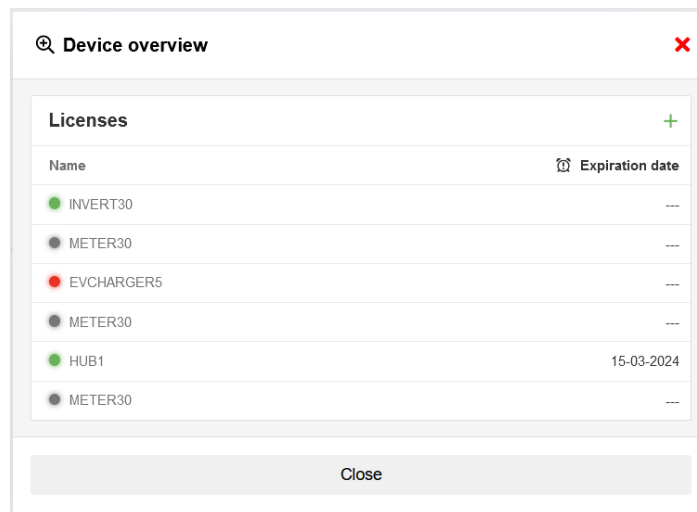 Device overview
Licenses
Name Expiration date
INVERT30 ---
METER30 ---
EVCHARGER5 ---
METER30 ---
HUB1 15-03-2024
METER30 ---
Close